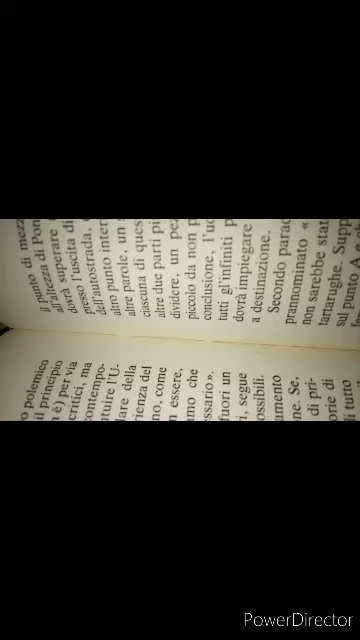 o polemico
il principio
è) per via
critici, ma
contempo-
tuire l'U-
lare della
rienza del
no, come
n essere,
mo che
ssario».
fuori un
i, segue
ossibili.
amento
ne. Se,
di pri-
orie di
li tutto
il punto di mezz
all'altezza di Pon
dovrà superare
presso l'uscita di
dell'autostrada,
altro punto inter
altre parole, un
ciascuna di ques
altre due parti pi
dividere, un pez
piccolo da non p
conclusione, l'uo
tutti gl'infiniti p
dovrà impiegare
a destinazione.
Secondo parad
prannominato «
non sarebbe stat
tartarughe. Supp
sul punto A
PowerDirector